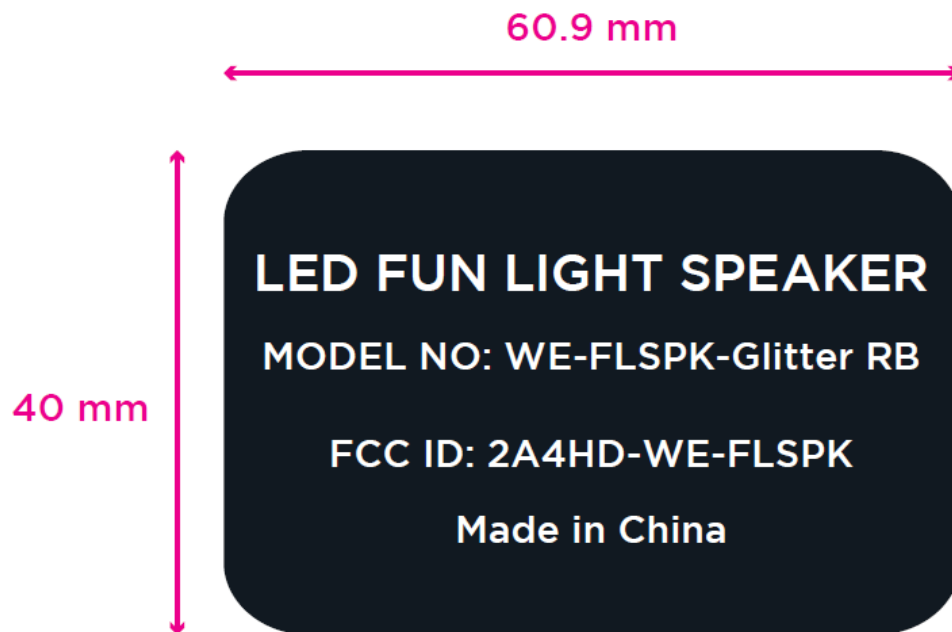 60.9 mm
LED FUN LIGHT SPEAKER
MODEL NO: WE-FLSPK-Glitter RB
40 mm
FCC ID: 2A4HD-WE-FLSPK
Made in China